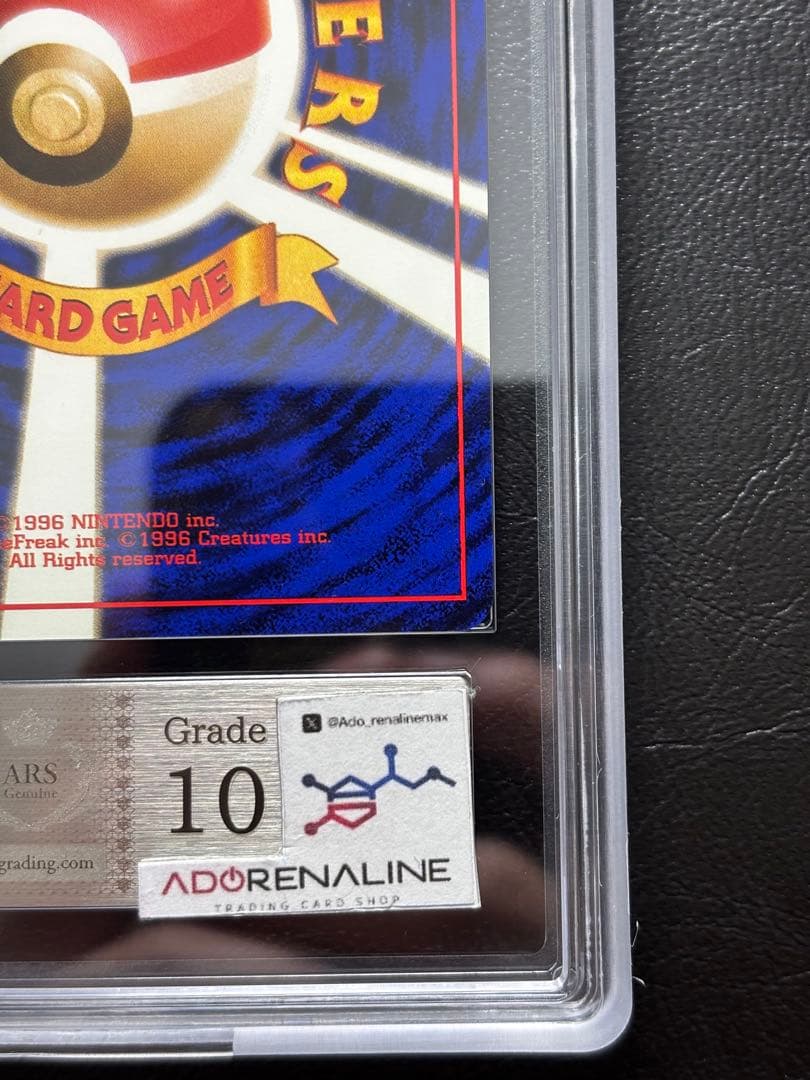 ERS
ARD GAME
©1996 NINTENDO inc.
eFreak inc. ©1996 Creatures inc.
All Rights reserved.
ARS
Genuine
grading.com
Grade
10
@Ado_renalinemax
ADORENALINE
TRADING CARD SHOP